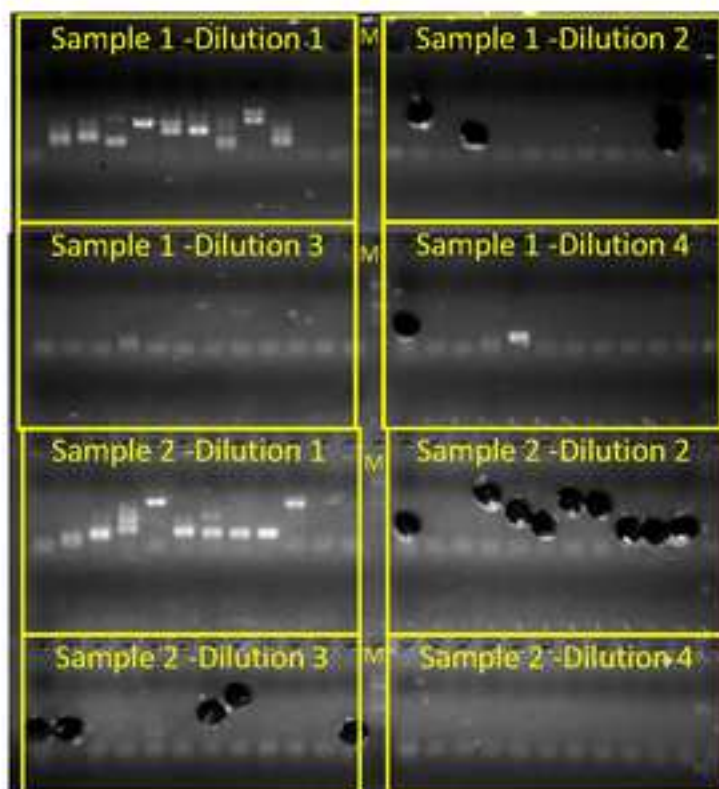 Sample 1 -Dilution 1
M
Sample 1 -Dilution 2
Sample 1 -Dilution 3
M
Sample 1 -Dilution 4
Sample 2 -Dilution 1
M
Sample 2 -Dilution 2
Sample 2 -Dilution 3
M
Sample 2 -Dilution 4